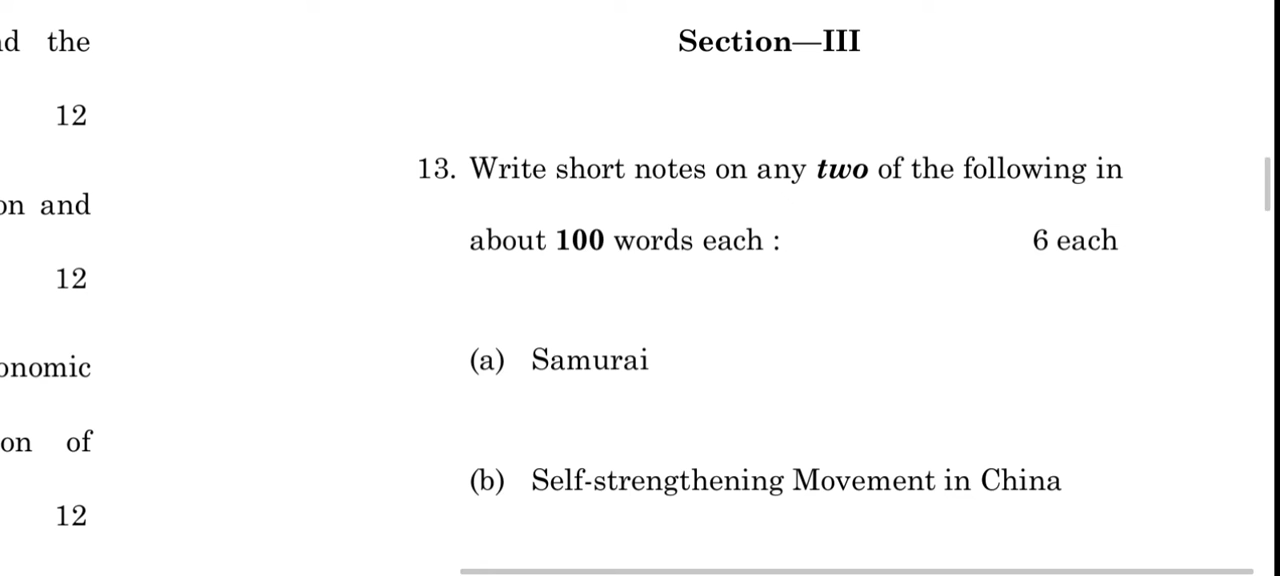 d the
12
on and
12
onomic
on of
12
Section—III
13. Write short notes on any two of the following in
about 100 words each : 6 each
(a) Samurai
(b) Self-strengthening Movement in China